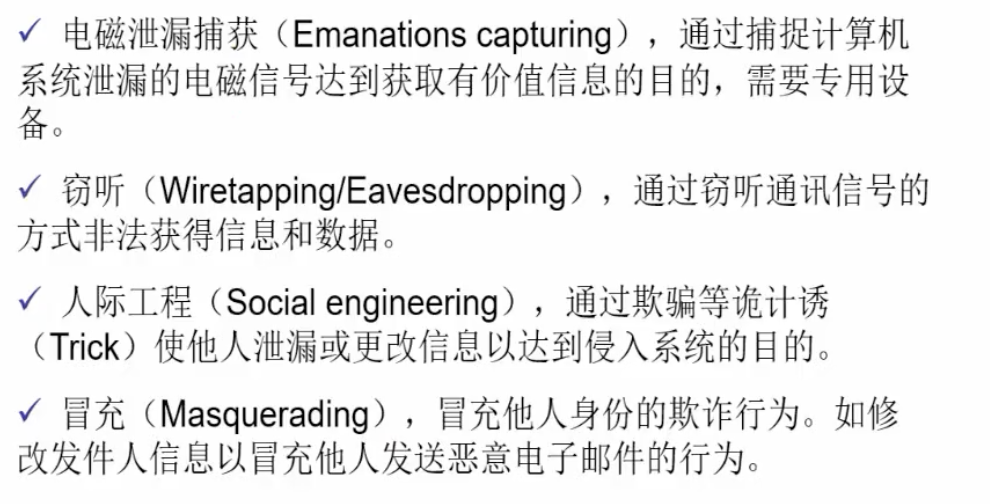 ✓ 电磁泄漏捕获（Emanations capturing），通过捕捉计算机
系统泄漏的电磁信号达到获取有价值信息的目的，需要专用设
备。
✓ 窃听（Wiretapping/Eavesdropping），通过窃听通讯信号的
方式非法获得信息和数据。
✓ 人际工程（Social engineering），通过欺骗等诡计诱
（Trick）使他人泄漏或更改信息以达到侵入系统的目的。
✓ 冒充（Masquerading），冒充他人身份的欺诈行为。如修
改发件人信息以冒充他人发送恶意电子邮件的行为。